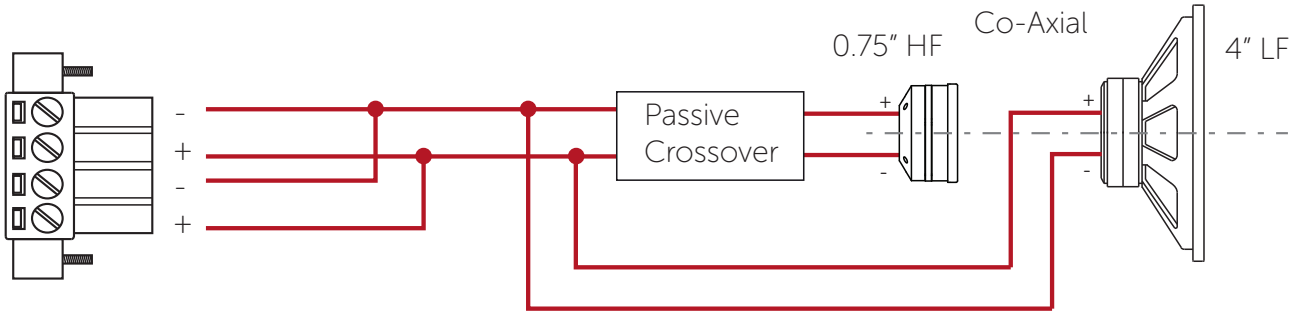 Co-Axial
0.75” HF
4” LF
-
+
-
+
Passive
Crossover
+
-
+
-